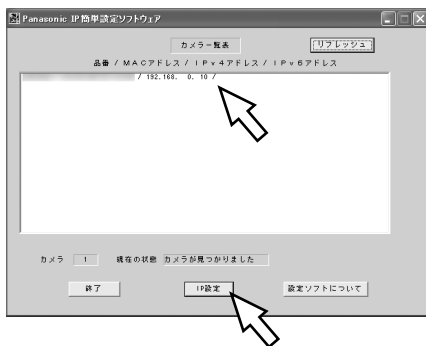 Panasonic IP簡単設定ソフトウェア
カメラ一覧表
リフレッシュ
品番 / MACアドレス / IPv4アドレス / IPv6アドレス
/ 192.168. 0. 10 /
カメラ 1 現在の状態 カメラが見つかりました
終了 IP設定 設定ソフトについて